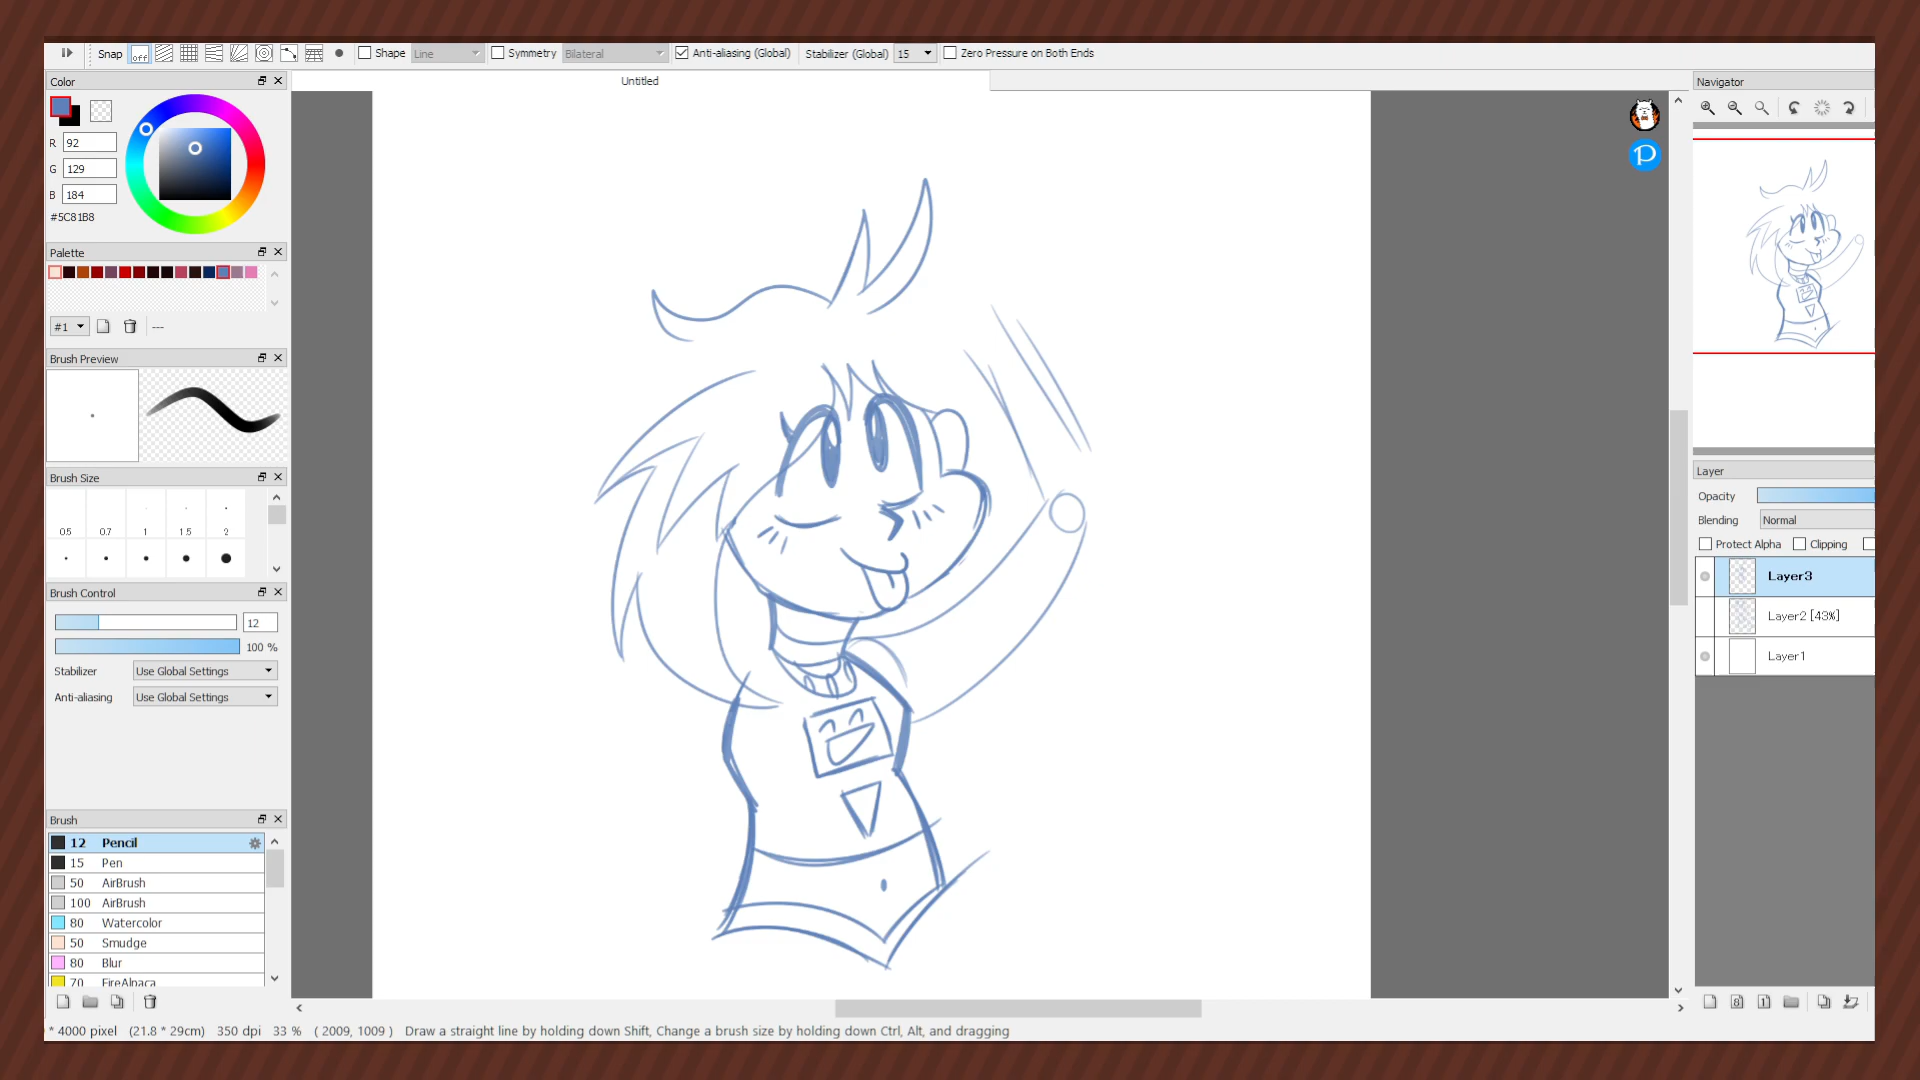 Snap off Shape Line Symmetry Bilateral Anti-aliasing (Global) Stabilizer (Global) 15 Zero Pressure on Both Ends
Color
R 92
G 129
B 184
#5C81B8
Palette
#1 ---
Brush Preview
Brush Size
0.5 0.7 1 1.5 2
Brush Control
12
100 %
Stabilizer Use Global Settings
Anti-aliasing Use Global Settings
Brush
12 Pencil
15 Pen
50 AirBrush
100 AirBrush
80 Watercolor
50 Smudge
80 Blur
70 FireAlpaca
Untitled
P
Navigator
Layer
Opacity
Blending Normal
Protect Alpha Clipping
Layer3
Layer2 [43%]
Layer1
8 1
* 4000 pixel (21.8 * 29cm) 350 dpi 33 % ( 2009, 1009 ) Draw a straight line by holding down Shift, Change a brush size by holding down Ctrl, Alt, and dragging